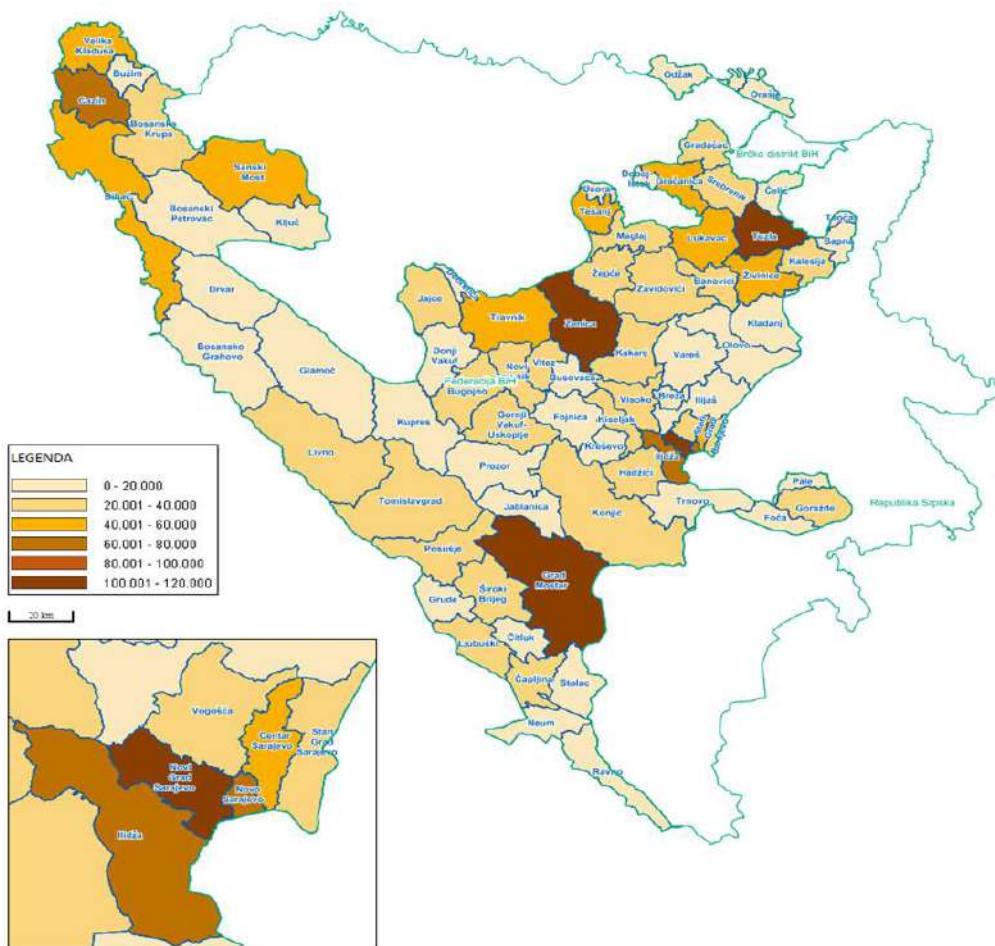 Velika
Kladuša
Bužim
Cazin
Bosanska
Krupa
Bihać
Sanski
Most
Bosanski
Petrovac
Ključ
Drvar
Bosansko
Grahovo
Glamoč
Kupres
Livno
Tomislavgrad
Odžak
Orašje
Gradačac
Brčko distrikt BiH
Doboj
Istok
Gračanica
Srebrenik
Čelić
Usora
Tešanj
Maglaj
Lukavac
Tuzla
Teočak
Sapna
Kalesija
Živinice
Banovići
Žepče
Zavidovići
Dobretići
Jajce
Travnik
Zenica
Kladanj
Olovo
Vareš
Kakanj
Donji
Vakuf
Novi
Travnik
Vitez
Busovača
Federacija BiH
Bugojno
Gornji
Vakuf-
Uskoplje
Fojnica
Kiseljak
Visoko
Breza
Ilijaš
Kreševo
Stari
Grad
Sarajevo
Ilidža
Hadžići
Prozor
Jablanica
Konjic
Trnovo
Pale
Goražde
Foča
Republika Srpska
Posušje
Grad
Mostar
Grude
Široki
Brijeg
Ljubuški
Čitluk
Čapljina
Stolac
Neum
Ravno
LEGENDA
0 - 20.000
20.001 - 40.000
40.001 - 60.000
60.001 - 80.000
80.001 - 100.000
100.001 - 120.000
20 km
Vogošća
Centar
Sarajevo
Stari
Grad
Sarajevo
Novi
Grad
Sarajevo
Novo
Sarajevo
Ilidža